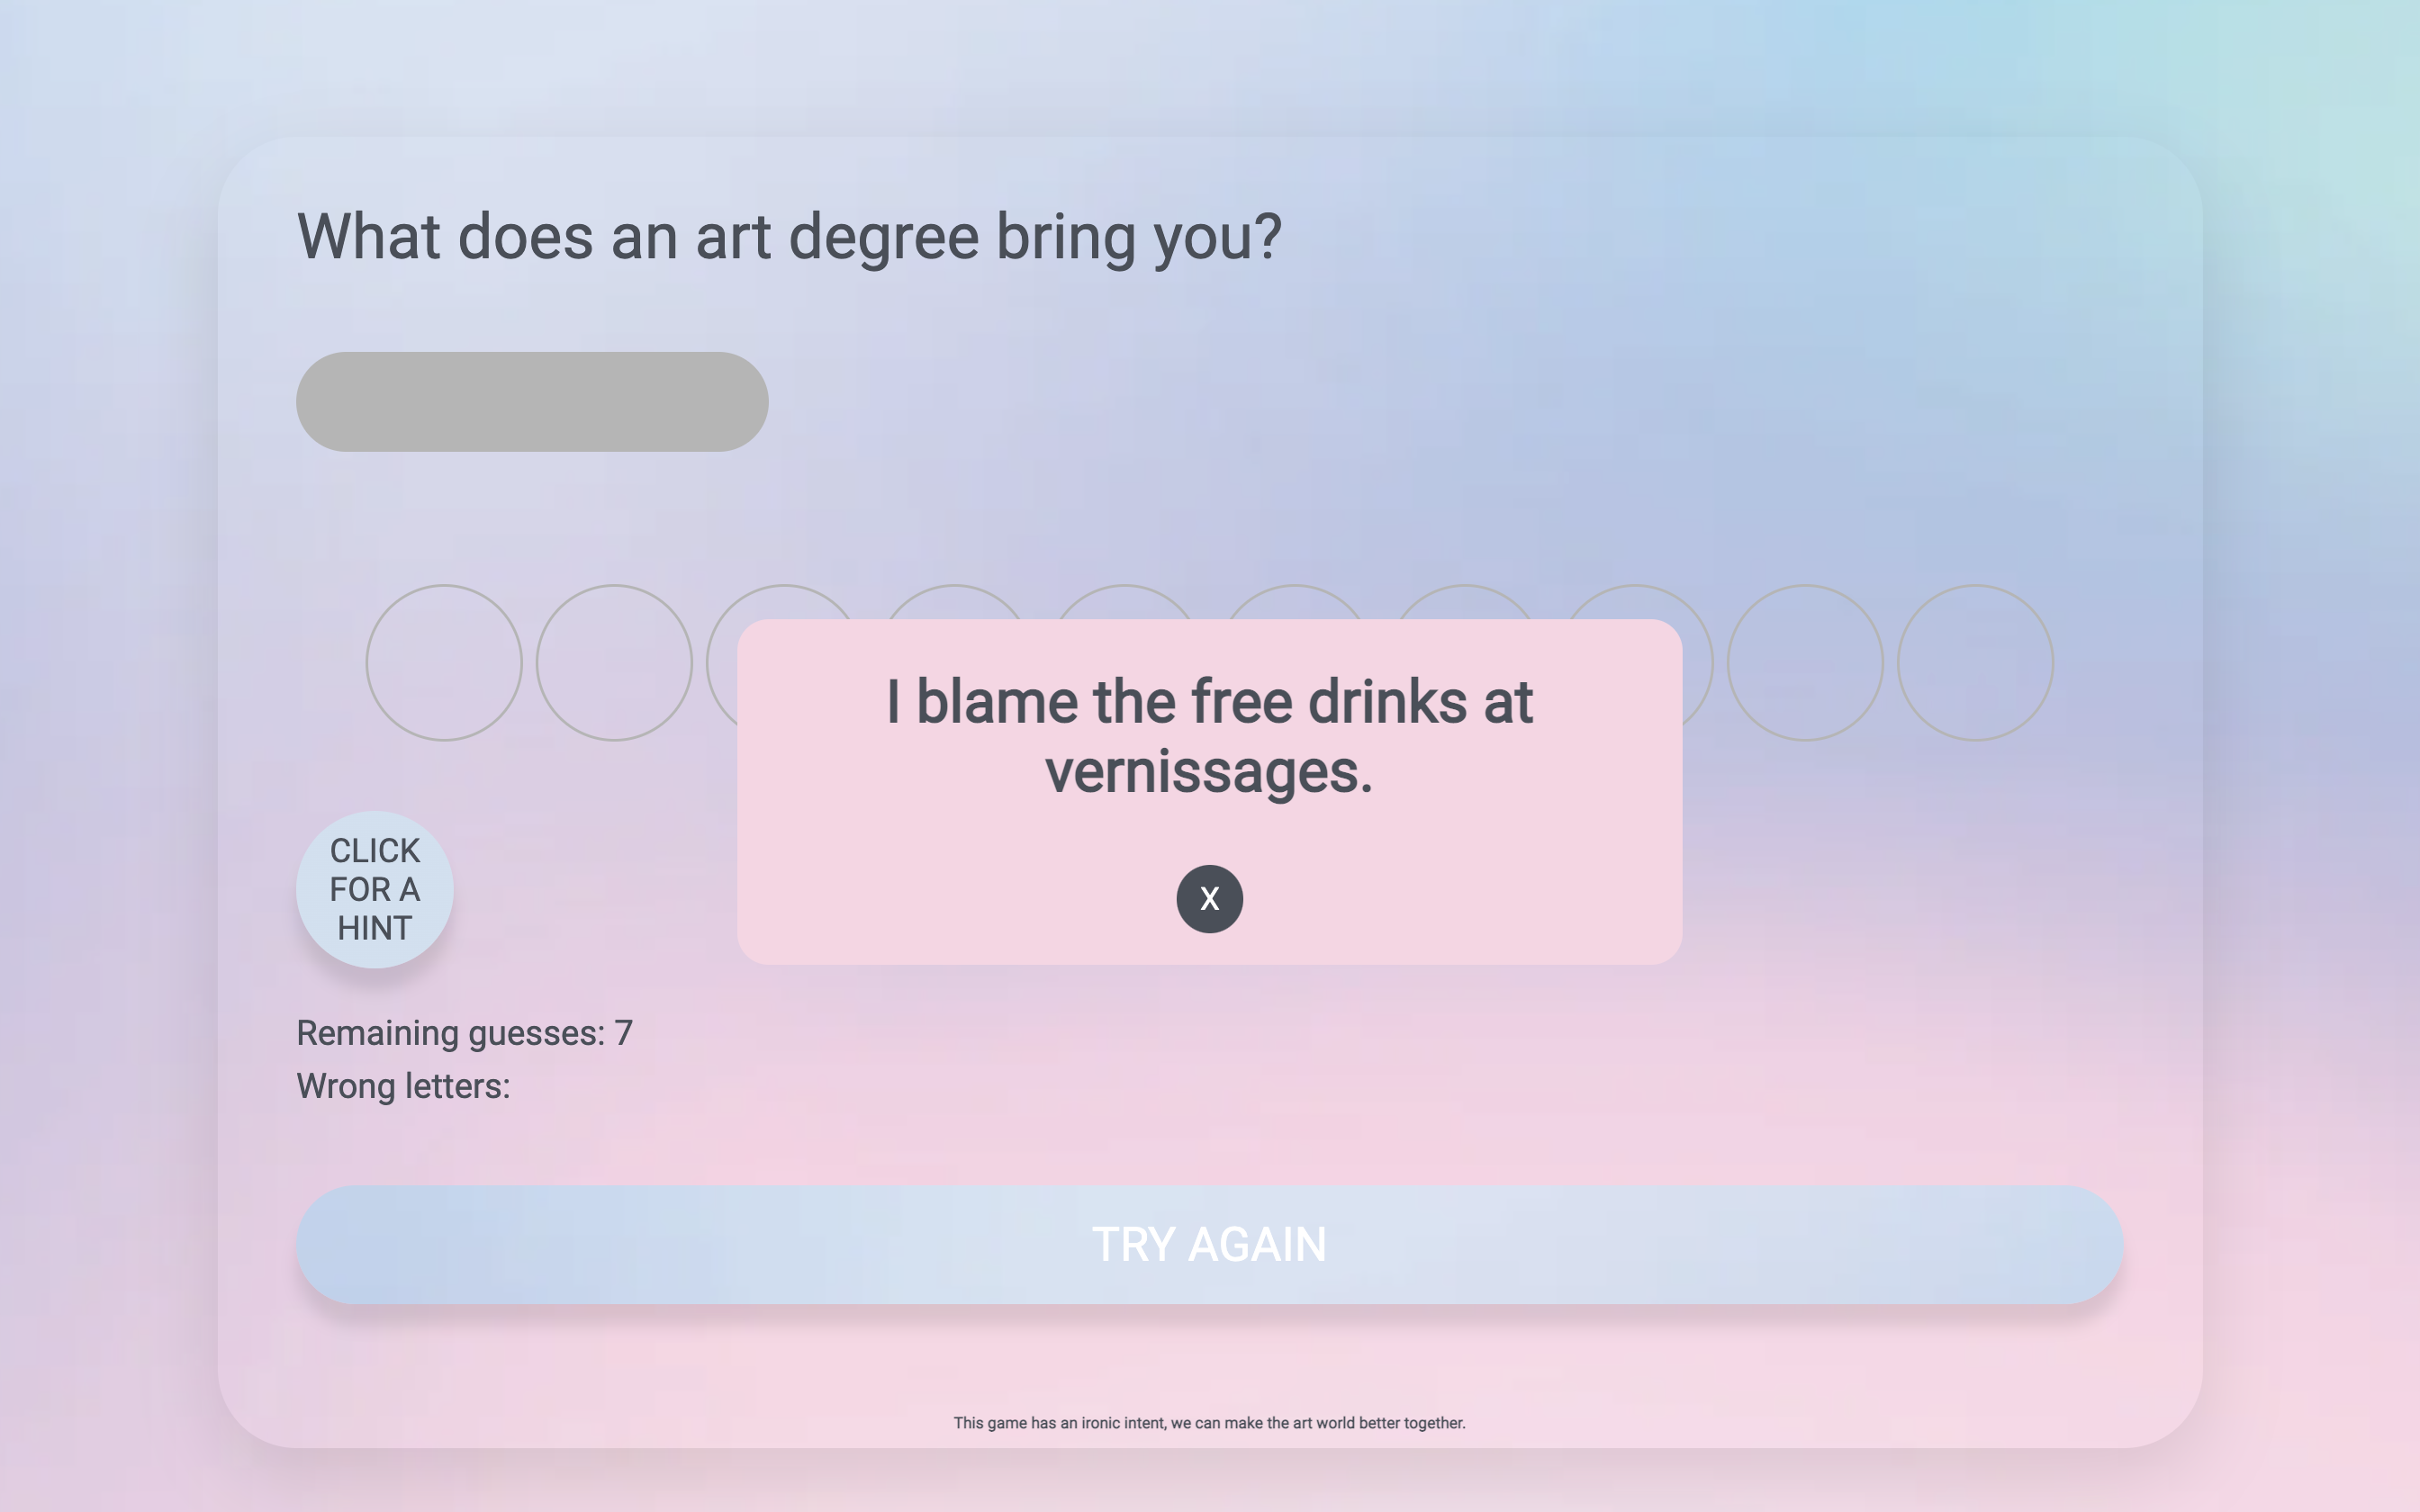 What does an art degree bring you?
I blame the free drinks at
vernissages.
X
CLICK
FOR A
HINT
Remaining guesses: 7
Wrong letters:
TRY AGAIN
This game has an ironic intent, we can make the art world better together.